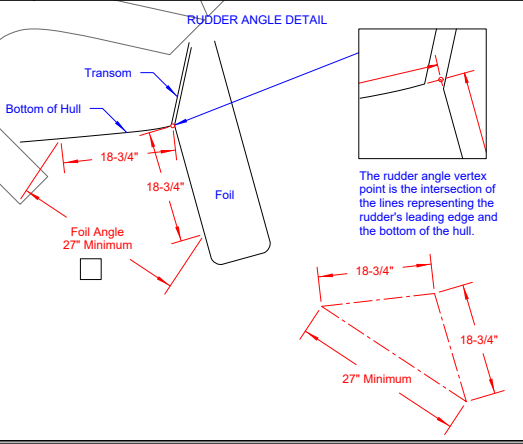 RUDDER ANGLE DETAIL
Transom
Bottom of Hull
18-3/4"
18-3/4"
Foil
Foil Angle
27" Minimum
The rudder angle vertex
point is the intersection of
the lines representing the
rudder's leading edge and
the bottom of the hull.
18-3/4"
18-3/4"
27" Minimum